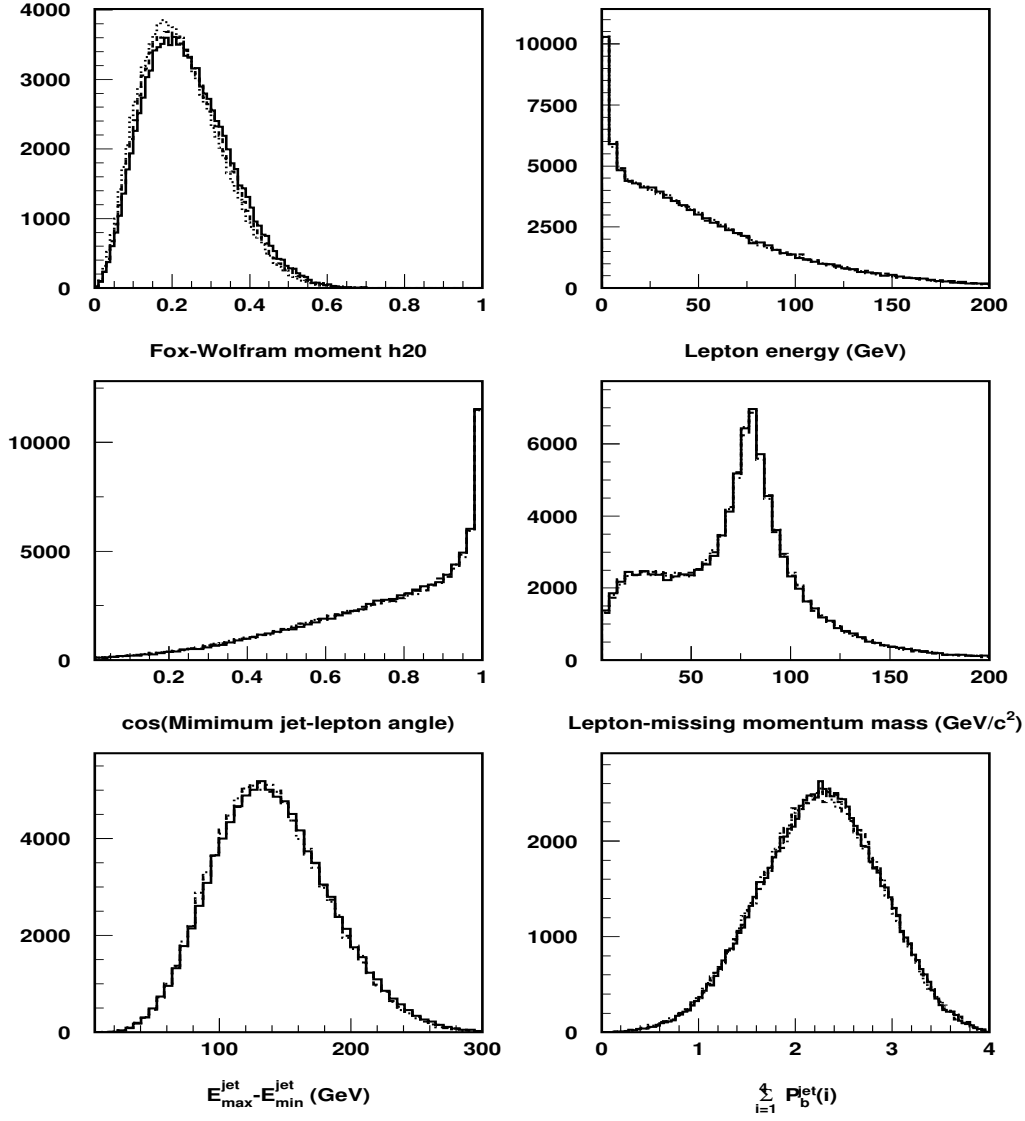 4000
3000
2000
1000
0
0 0.2 0.4 0.6 0.8 1
Fox-Wolfram moment h20
10000
7500
5000
2500
0
0 50 100 150 200
Lepton energy (GeV)
10000
5000
0
0.2 0.4 0.6 0.8 1
cos(Mimimum jet-lepton angle)
6000
4000
2000
0
50 100 150 200
Lepton-missing momentum mass (GeV/c²)
4000
2000
0
100 200 300
E^jet_max-E^jet_min (GeV)
2000
1000
0
0 1 2 3 4
4
Σ P^jet_b(i)
i=1